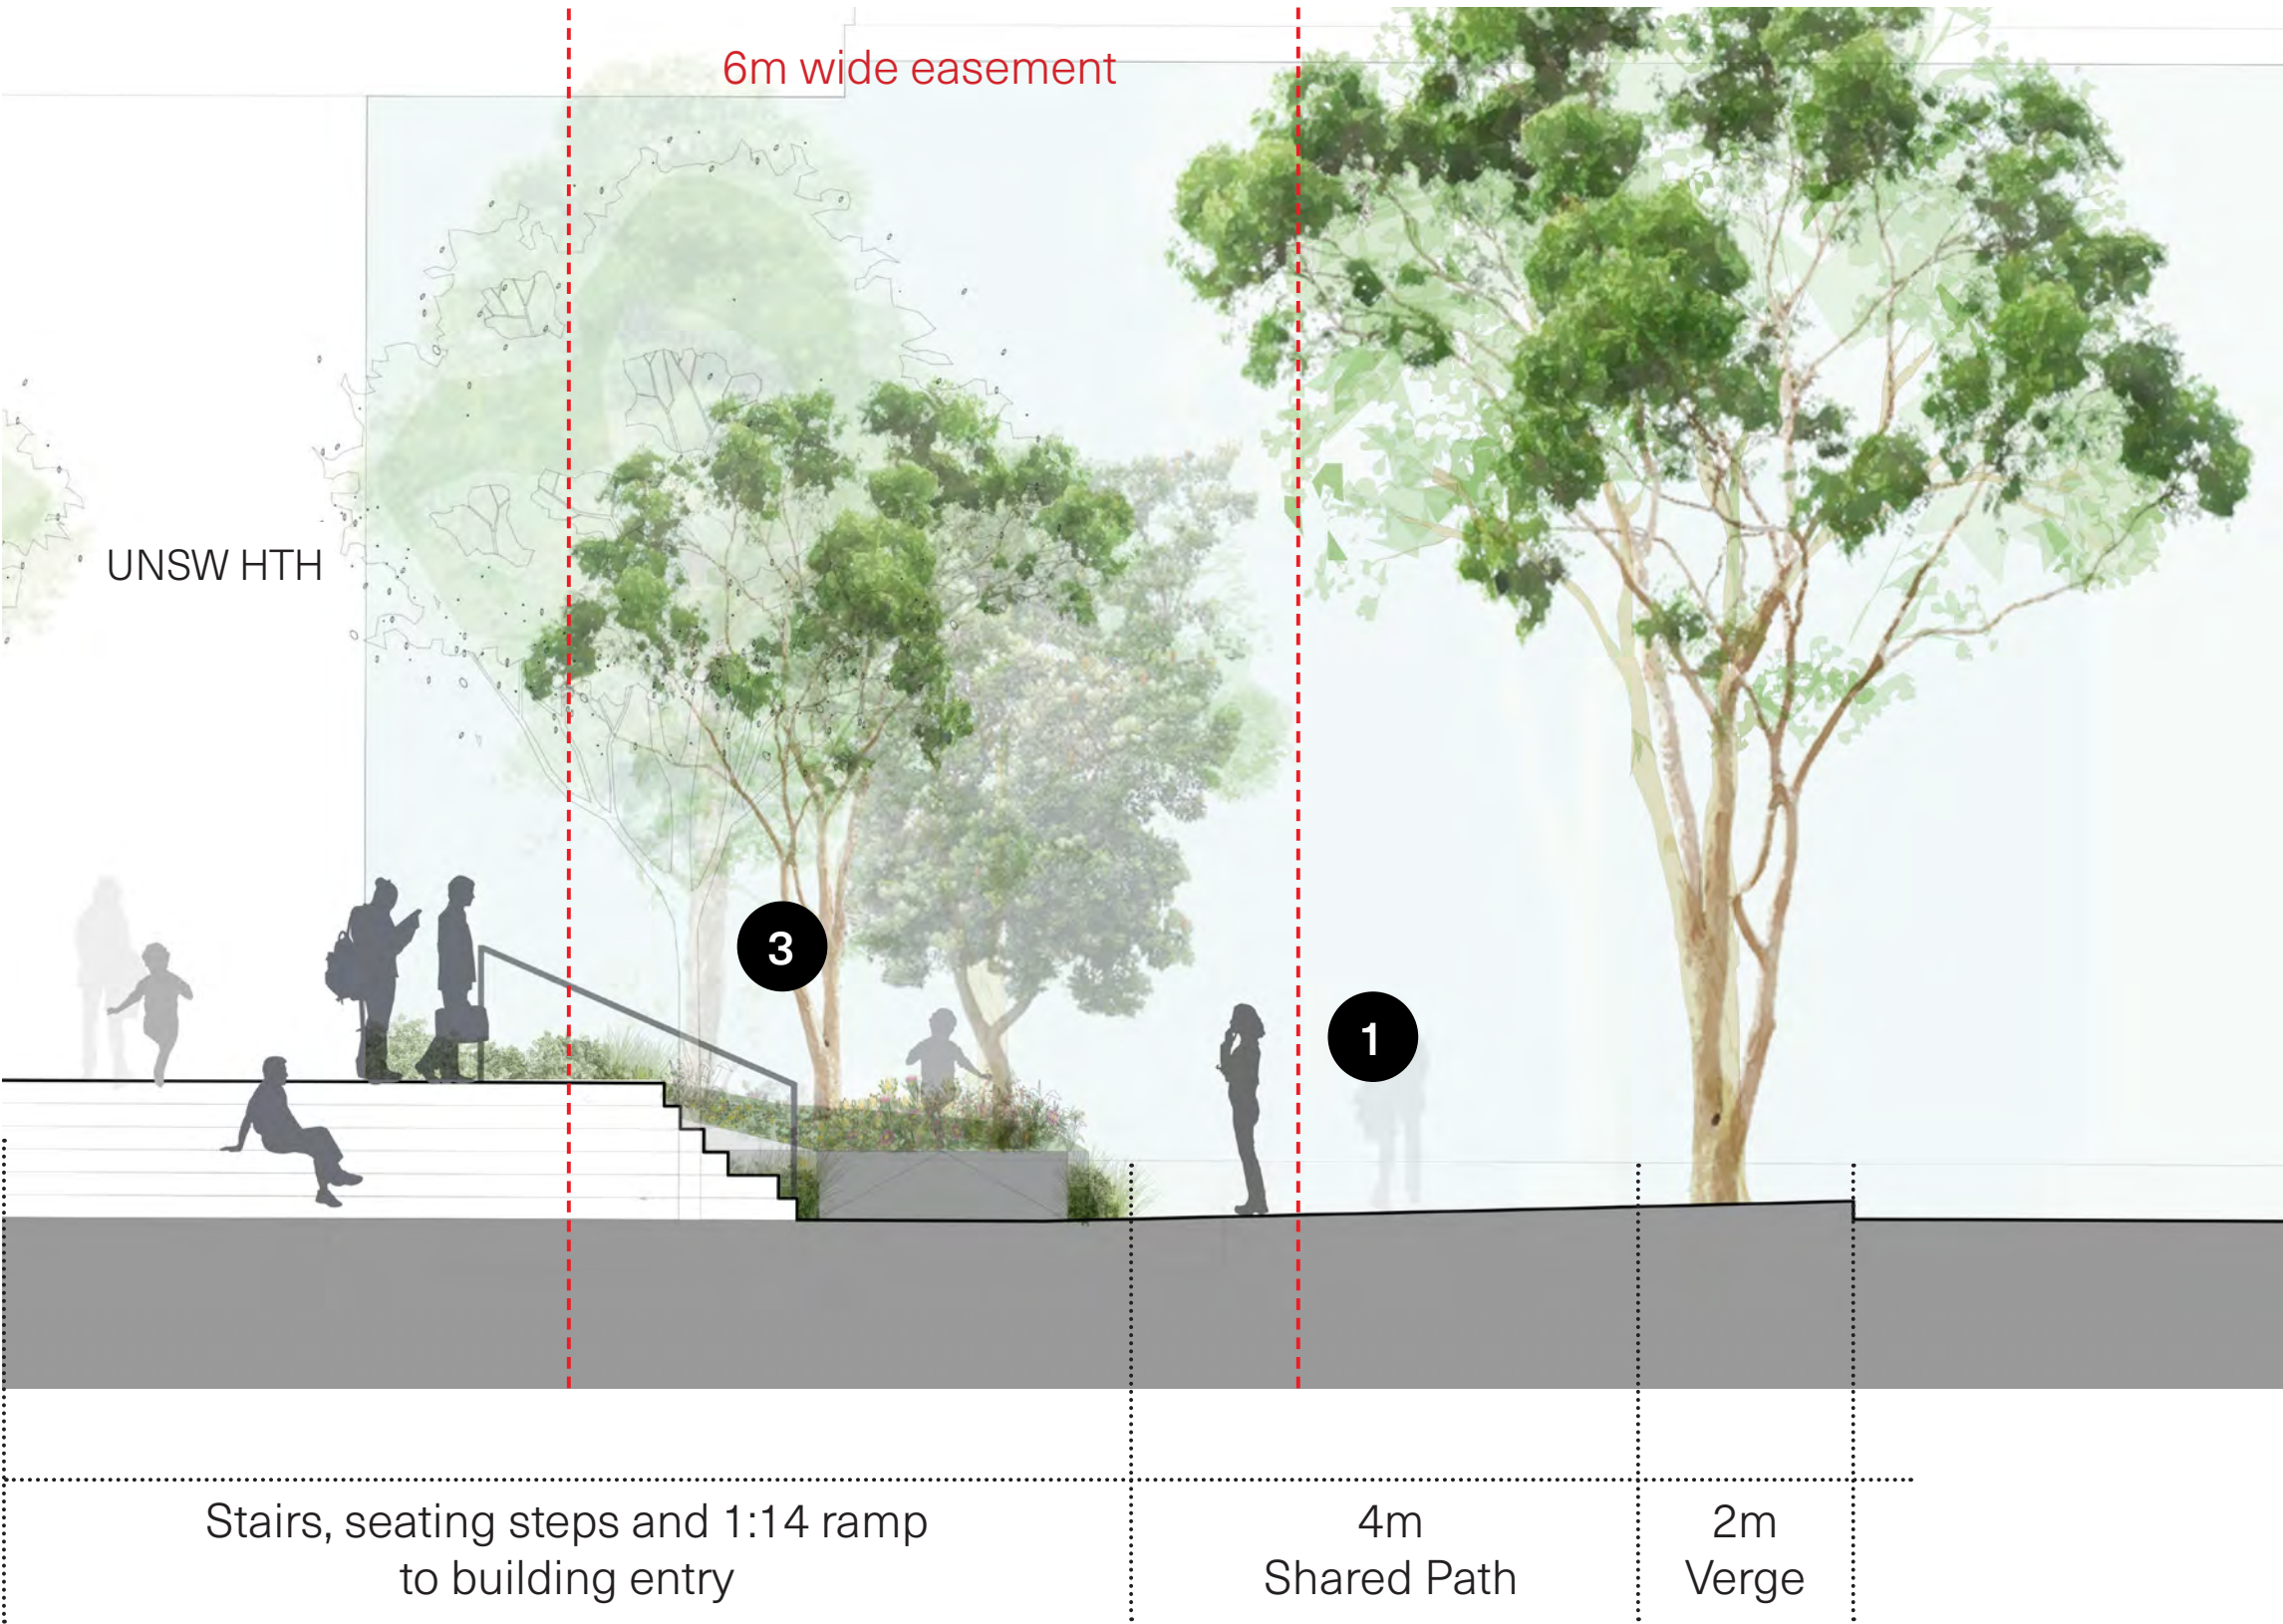 6m wide easement
UNSW HTH
3
1
Stairs, seating steps and 1:14 ramp
to building entry
4m
Shared Path
2m
Verge